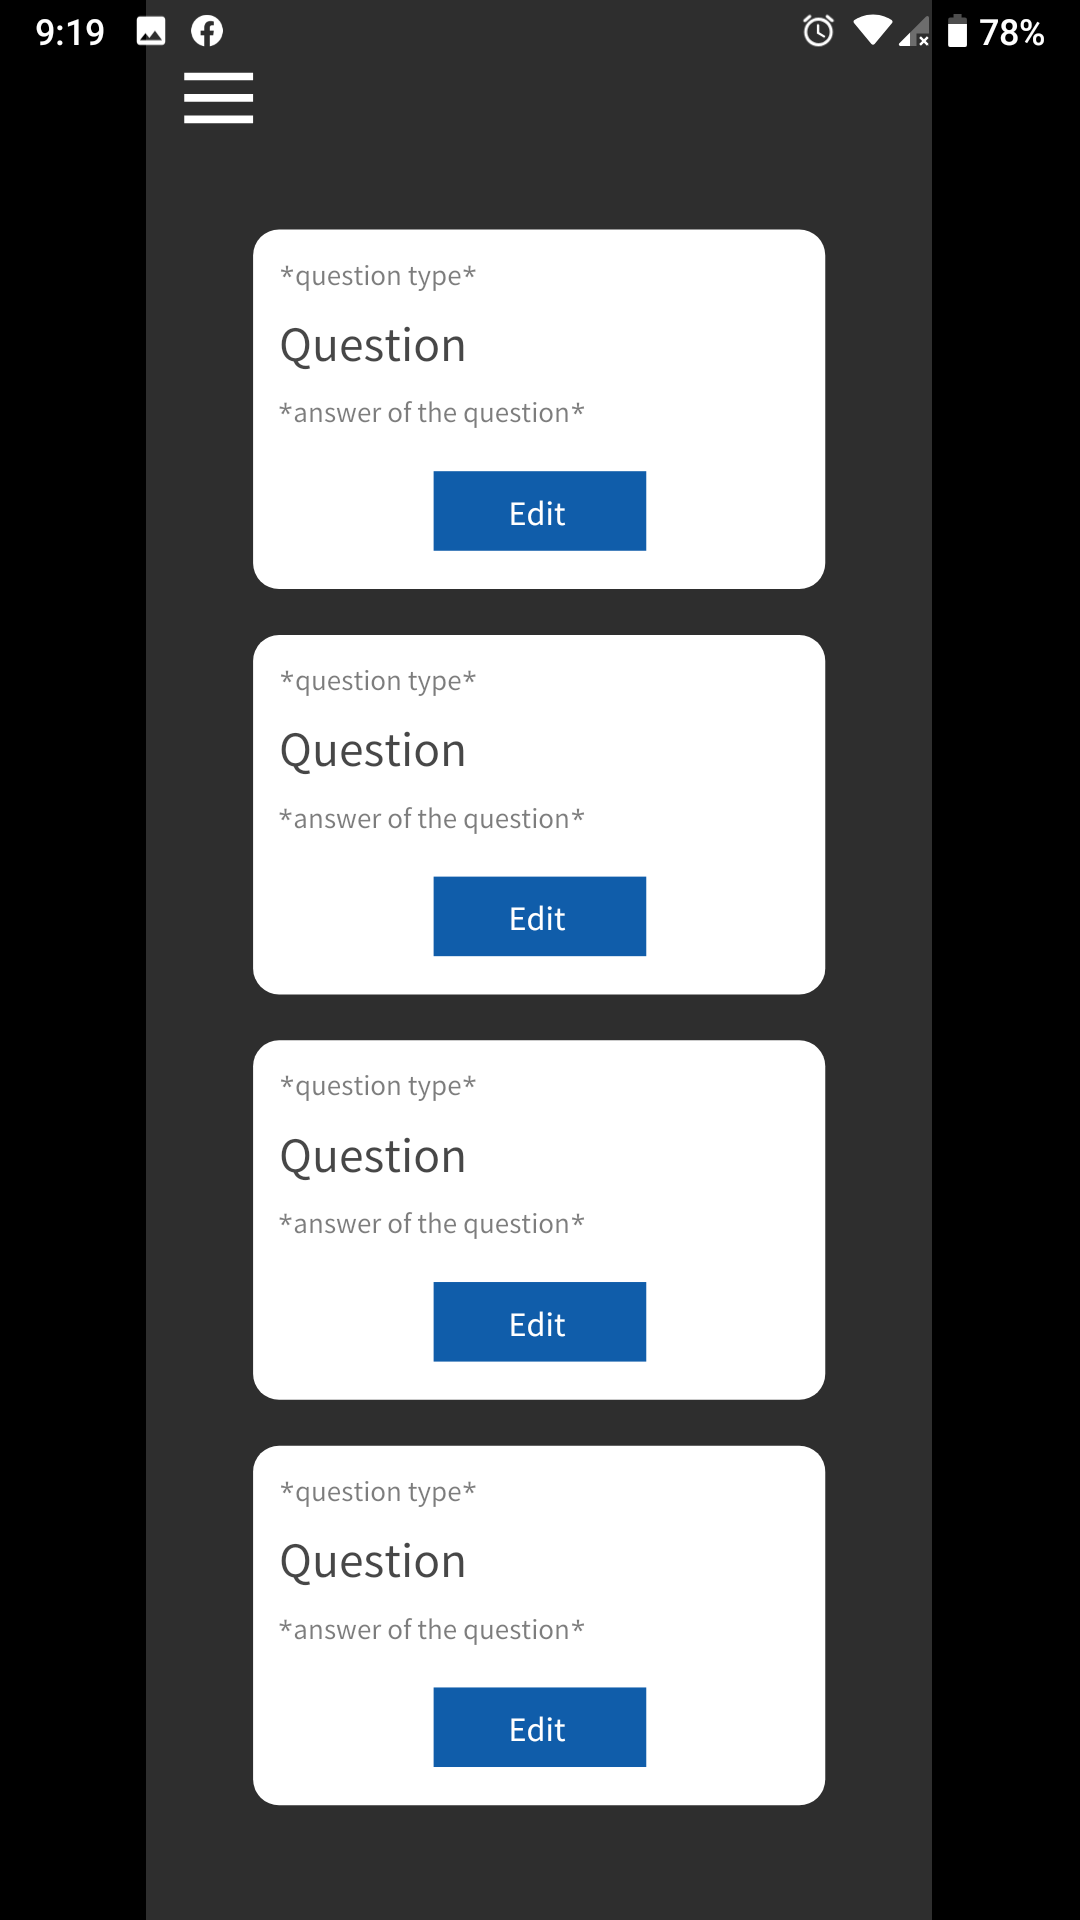 9:19 78%
*question type*
Question
*answer of the question*
Edit
*question type*
Question
*answer of the question*
Edit
*question type*
Question
*answer of the question*
Edit
*question type*
Question
*answer of the question*
Edit